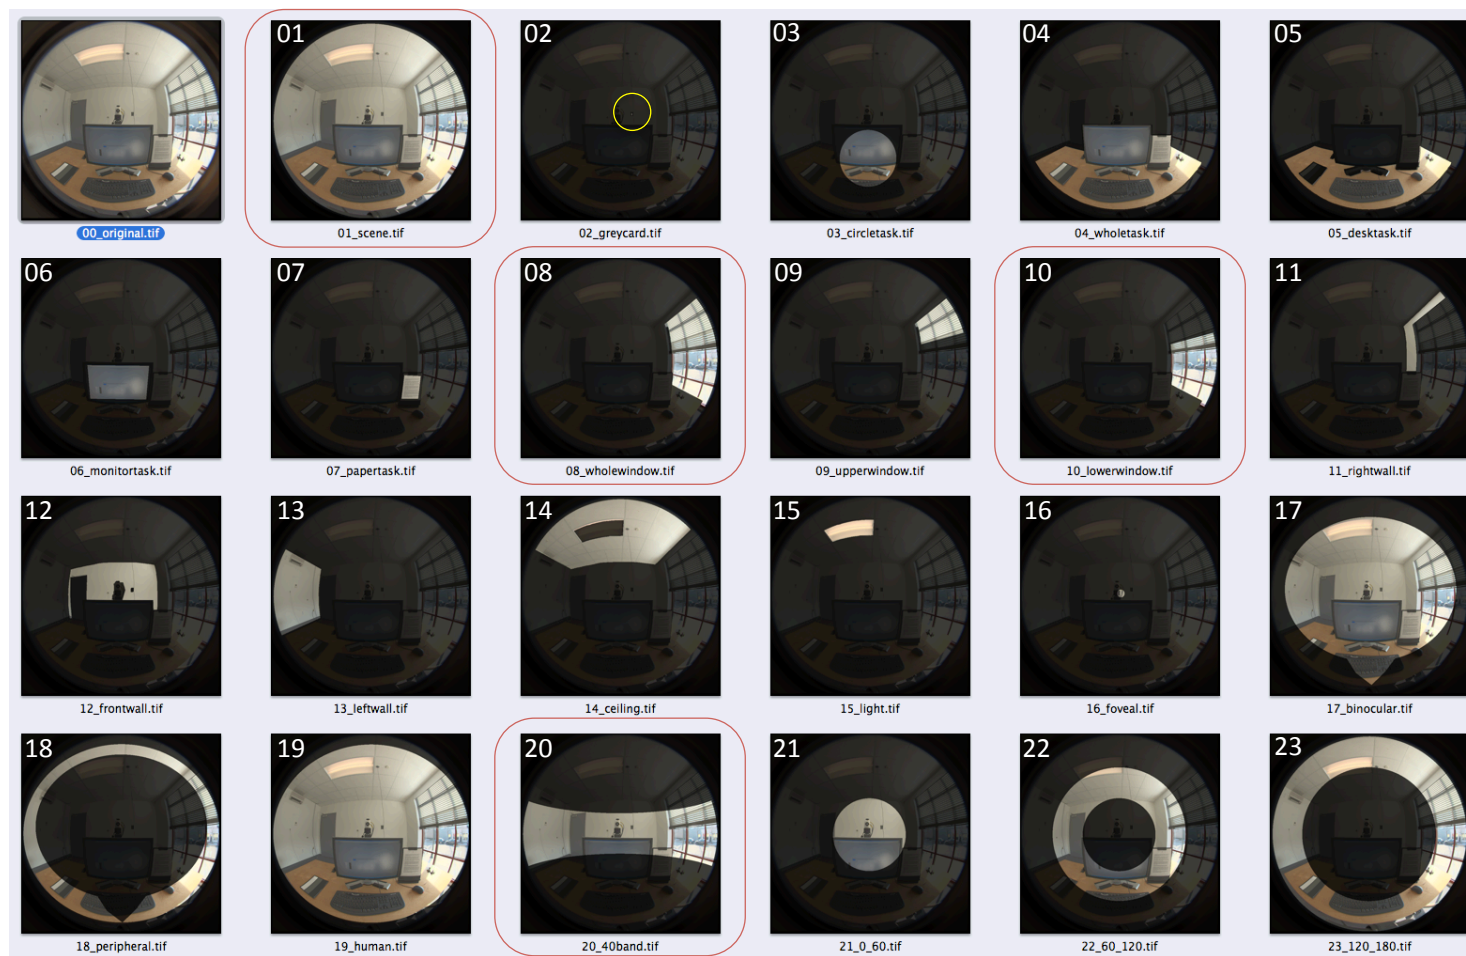 01
02
03
04
05
00_original.tif
01_scene.tif
02_greycard.tif
03_circletask.tif
04_wholetask.tif
05_desktask.tif
06
07
08
09
10
11
06_monitortask.tif
07_papertask.tif
08_wholewindow.tif
09_upperwindow.tif
10_lowerwindow.tif
11_rightwall.tif
12
13
14
15
16
17
12_frontwall.tif
13_leftwall.tif
14_ceiling.tif
15_light.tif
16_foveal.tif
17_binocular.tif
18
19
20
21
22
23
18_peripheral.tif
19_human.tif
20_40band.tif
21_0_60.tif
22_60_120.tif
23_120_180.tif